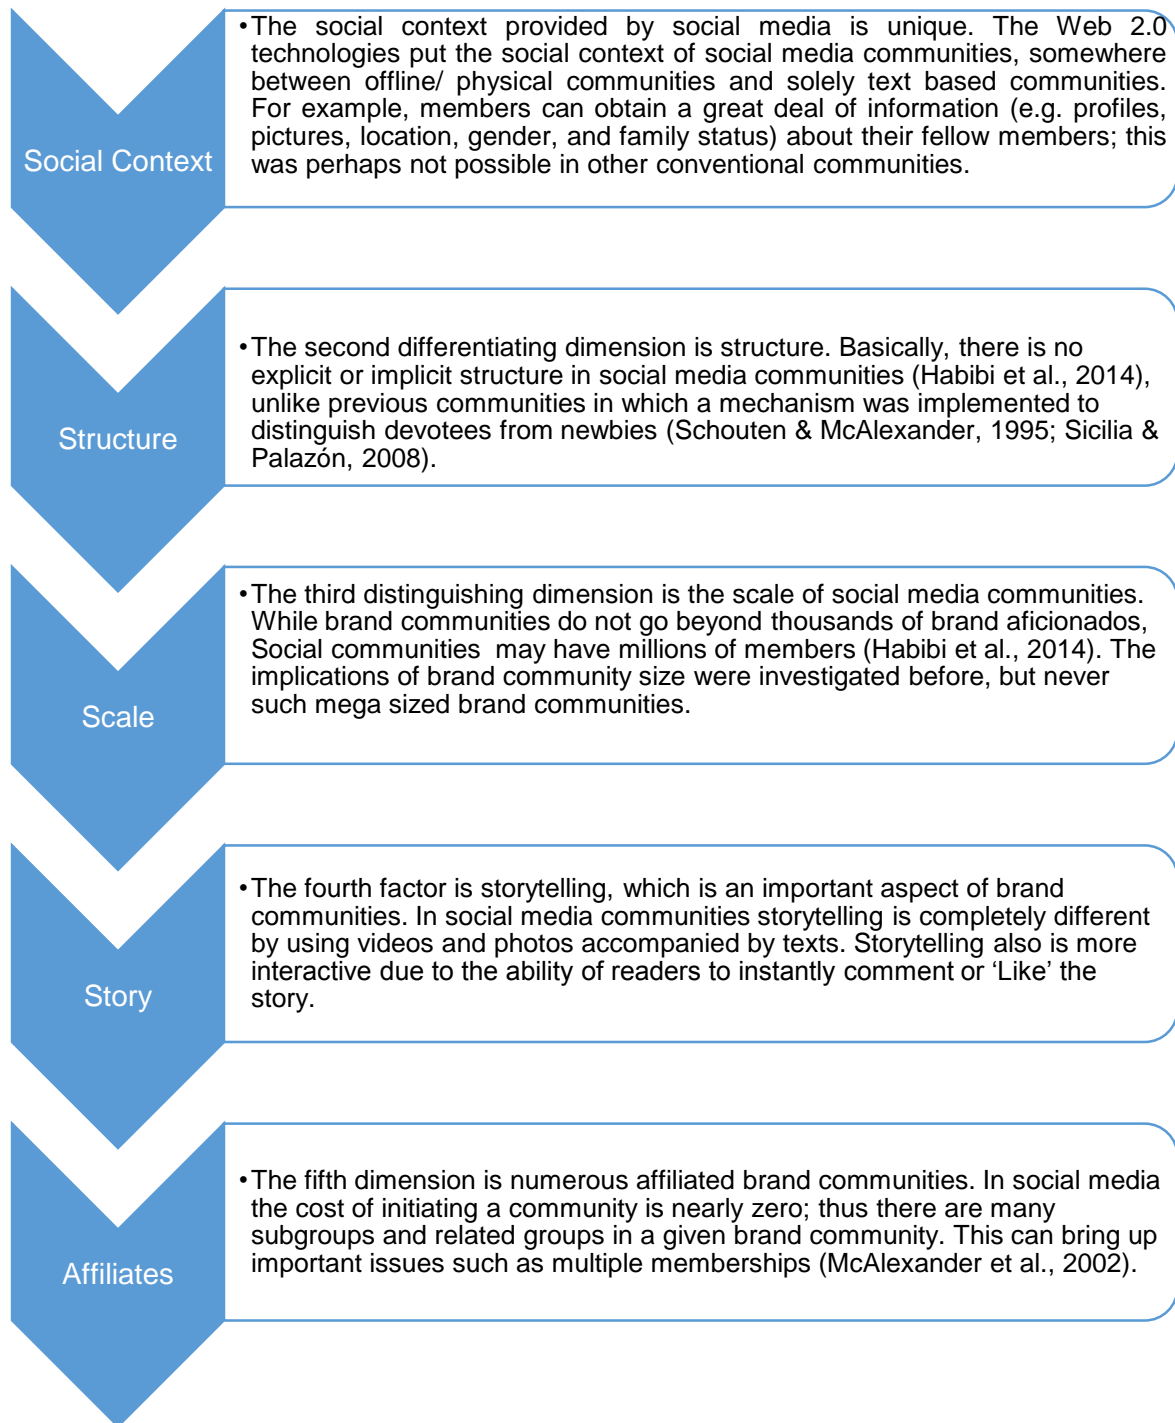 Social Context
•The social context provided by social media is unique. The Web 2.0
technologies put the social context of social media communities, somewhere
between offline/ physical communities and solely text based communities.
For example, members can obtain a great deal of information (e.g. profiles,
pictures, location, gender, and family status) about their fellow members; this
was perhaps not possible in other conventional communities.
Structure
•The second differentiating dimension is structure. Basically, there is no
explicit or implicit structure in social media communities (Habibi et al., 2014),
unlike previous communities in which a mechanism was implemented to
distinguish devotees from newbies (Schouten & McAlexander, 1995; Sicilia &
Palazón, 2008).
Scale
•The third distinguishing dimension is the scale of social media communities.
While brand communities do not go beyond thousands of brand aficionados,
Social communities  may have millions of members (Habibi et al., 2014). The
implications of brand community size were investigated before, but never
such mega sized brand communities.
Story
•The fourth factor is storytelling, which is an important aspect of brand
communities. In social media communities storytelling is completely different
by using videos and photos accompanied by texts. Storytelling also is more
interactive due to the ability of readers to instantly comment or ‘Like’ the
story.
Affiliates
•The fifth dimension is numerous affiliated brand communities. In social media
the cost of initiating a community is nearly zero; thus there are many
subgroups and related groups in a given brand community. This can bring up
important issues such as multiple memberships (McAlexander et al., 2002).